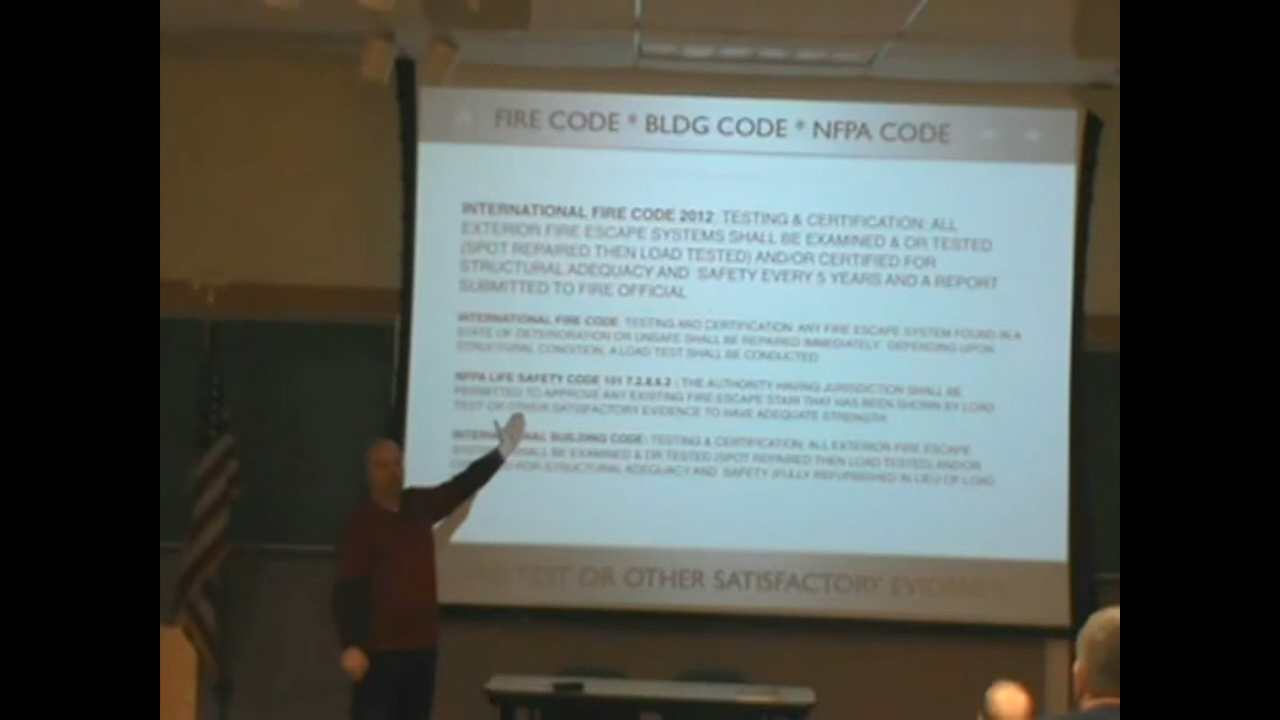 FIRE CODE * BLDG CODE * NFPA CODE
INTERNATIONAL FIRE CODE 2012: TESTING & CERTIFICATION: ALL
EXTERIOR FIRE ESCAPE SYSTEMS SHALL BE EXAMINED & OR TESTED
(SPOT REPAIRED THEN LOAD TESTED) AND/OR CERTIFIED FOR
STRUCTURAL ADEQUACY AND SAFETY EVERY 5 YEARS AND A REPORT
SUBMITTED TO FIRE OFFICIAL
INTERNATIONAL FIRE CODE: TESTING AND CERTIFICATION: ANY FIRE ESCAPE SYSTEM FOUND IN A
STATE OF DETERIORATION OR UNSAFE SHALL BE REPAIRED IMMEDIATELY. DEPENDING UPON
STRUCTURAL CONDITION, A LOAD TEST SHALL BE CONDUCTED
NFPA LIFE SAFETY CODE 101 7.2.8.6.2 : THE AUTHORITY HAVING JURISDICTION SHALL BE
PERMITTED TO APPROVE ANY EXISTING FIRE ESCAPE STAIR THAT HAS BEEN SHOWN BY LOAD
TEST OR OTHER SATISFACTORY EVIDENCE TO HAVE ADEQUATE STRENGTH
BUILDING CODE: TESTING & CERTIFICATION: ALL EXTERIOR FIRE ESCAPE
SHALL BE EXAMINED & OR TESTED (SPOT REPAIRED THEN LOAD TESTED) AND/OR
FOR STRUCTURAL ADEQUACY AND SAFETY (FULLY REFURBISHED IN LIEU OF LOAD
TEST OR OTHER SATISFACTORY EVIDENCE